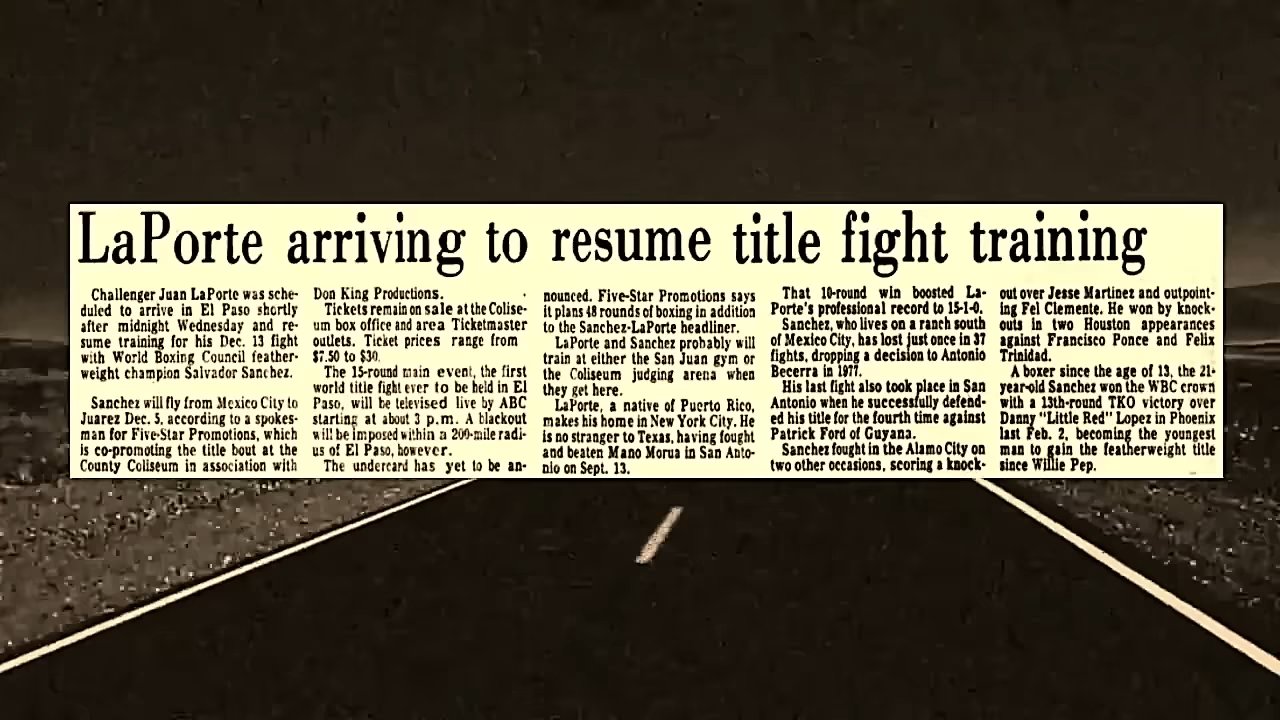 LaPorte arriving to resume title fight training
Challenger Juan LaPorte was sche-
duled to arrive in El Paso shortly
after midnight Wednesday and re-
sume training for his Dec. 13 fight
with World Boxing Council feather-
weight champion Salvador Sanchez.
Sanchez will fly from Mexico City to
Juarez Dec. 5, according to a spokes-
man for Five-Star Promotions, which
is co-promoting the title bout at the
County Coliseum in association with
Don King Productions.
Tickets remain on sale at the Colise-
um box office and area Ticketmaster
outlets. Ticket prices range from
$7.50 to $30.
The 15-round main event, the first
world title fight ever to be held in El
Paso, will be televised live by ABC
starting at about 3 p.m. A blackout
will be imposed within a 200-mile radi-
us of El Paso, however.
The undercard has yet to be an-
nounced. Five-Star Promotions says
it plans 48 rounds of boxing in addition
to the Sanchez-LaPorte headliner.
LaPorte and Sanchez probably will
train at either the San Juan gym or
the Coliseum judging arena when
they get here.
LaPorte, a native of Puerto Rico,
makes his home in New York City. He
is no stranger to Texas, having fought
and beaten Mano Morua in San Anto-
nio on Sept. 13.
That 10-round win boosted La-
Porte's professional record to 15-1-0.
Sanchez, who lives on a ranch south
of Mexico City, has lost just once in 37
fights, dropping a decision to Antonio
Becerra in 1977.
His last fight also took place in San
Antonio when he successfully defend-
ed his title for the fourth time against
Patrick Ford of Guyana.
Sanchez fought in the Alamo City on
two other occasions, scoring a knock-
out over Jesse Martinez and outpoint-
ing Fel Clemente. He won by knock-
outs in two Houston appearances
against Francisco Ponce and Felix
Trinidad.
A boxer since the age of 13, the 21-
year-old Sanchez won the WBC crown
with a 13th-round TKO victory over
Danny "Little Red" Lopez in Phoenix
last Feb. 2, becoming the youngest
man to gain the featherweight title
since Willie Pep.